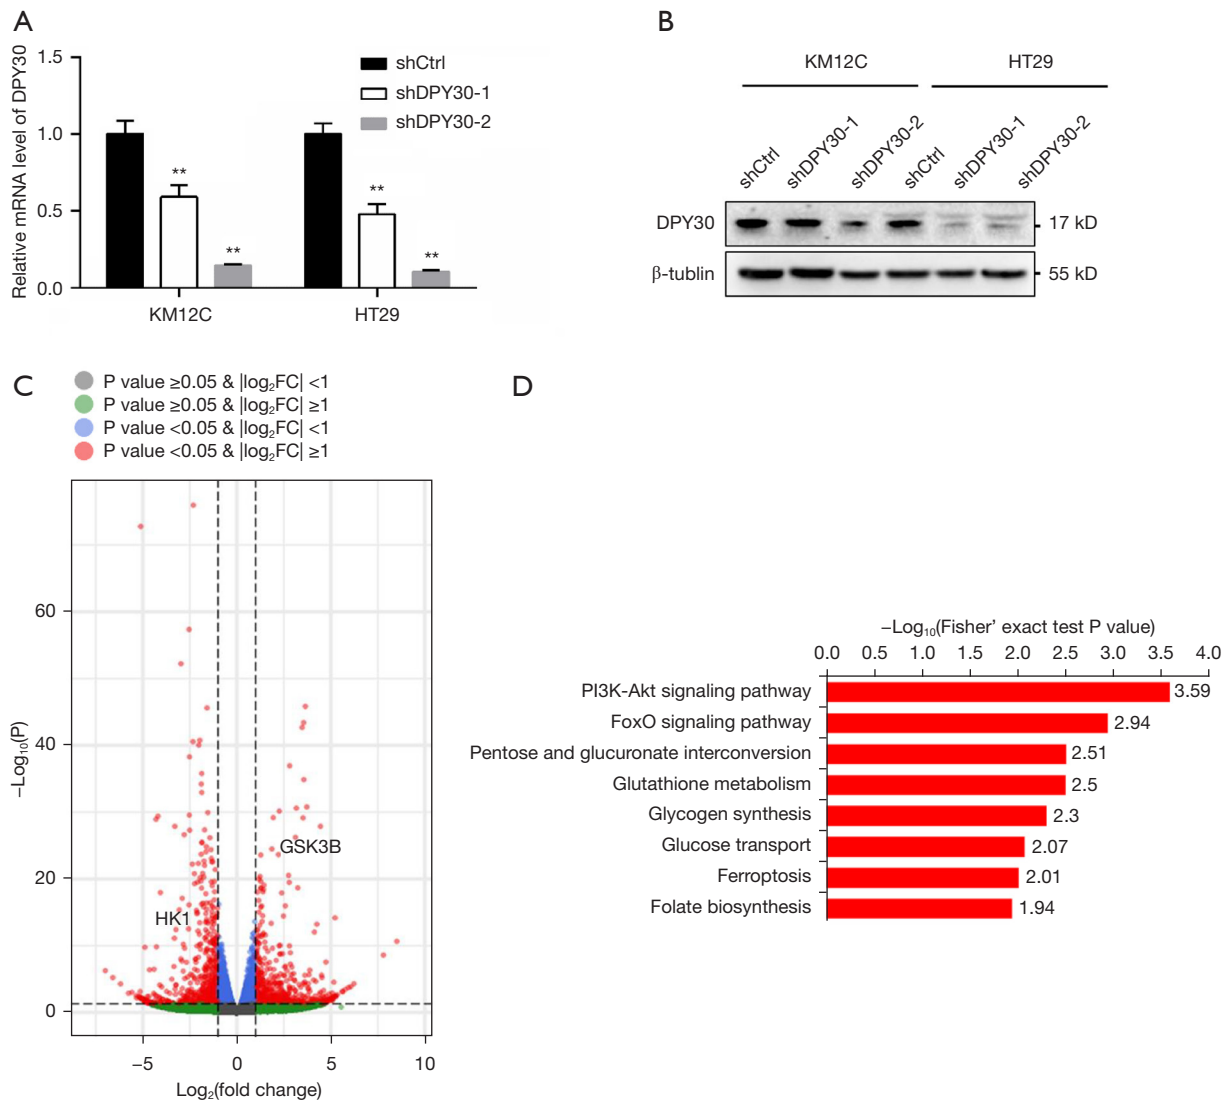 A
Relative mRNA level of DPY30
1.5
1.0
0.5
0.0
shCtrl
shDPY30-1
shDPY30-2
**
**
**
**
KM12C
HT29
B
KM12C
HT29
shCtrl
shDPY30-1
shDPY30-2
shCtrl
shDPY30-1
shDPY30-2
DPY30
17 kD
β-tublin
55 kD
C
P value ≥0.05 & |log₂FC| <1
P value ≥0.05 & |log₂FC| ≥1
P value <0.05 & |log₂FC| <1
P value <0.05 & |log₂FC| ≥1
−Log₁₀(P)
60
40
20
0
GSK3B
HK1
−5
0
5
10
Log₂(fold change)
D
−Log₁₀(Fisher’ exact test P value)
0.0 0.5 1.0 1.5 2.0 2.5 3.0 3.5 4.0
PI3K-Akt signaling pathway 3.59
FoxO signaling pathway 2.94
Pentose and glucuronate interconversion 2.51
Glutathione metabolism 2.5
Glycogen synthesis 2.3
Glucose transport 2.07
Ferroptosis 2.01
Folate biosynthesis 1.94